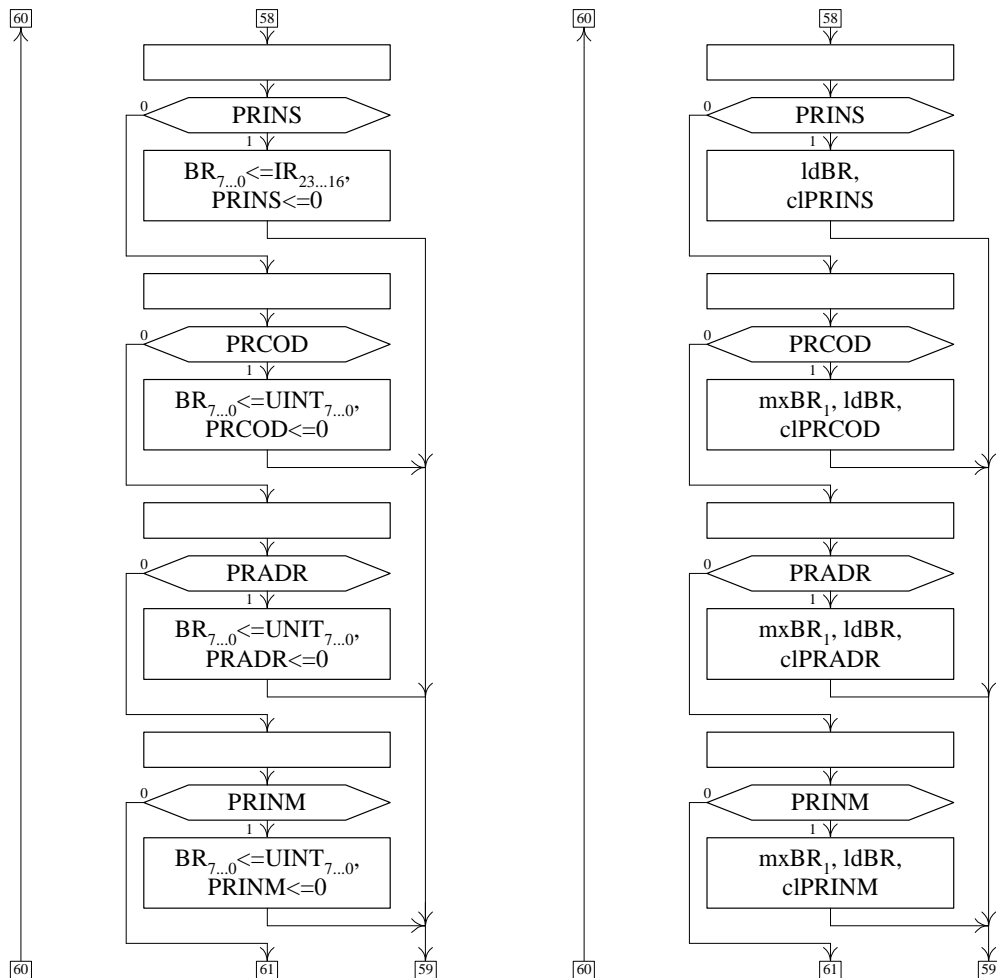 60 58 60 58
0 PRINS 0 PRINS
1 1
BR7...0<=IR23...16, ldBR,
PRINS<=0 clPRINS
0 PRCOD 0 PRCOD
1 1
BR7...0<=UINT7...0, mxBR1, ldBR,
PRCOD<=0 clPRCOD
0 PRADR 0 PRADR
1 1
BR7...0<=UNIT7...0, mxBR1, ldBR,
PRADR<=0 clPRADR
0 PRINM 0 PRINM
1 1
BR7...0<=UINT7...0, mxBR1, ldBR,
PRINM<=0 clPRINM
60 61 59 60 61 59